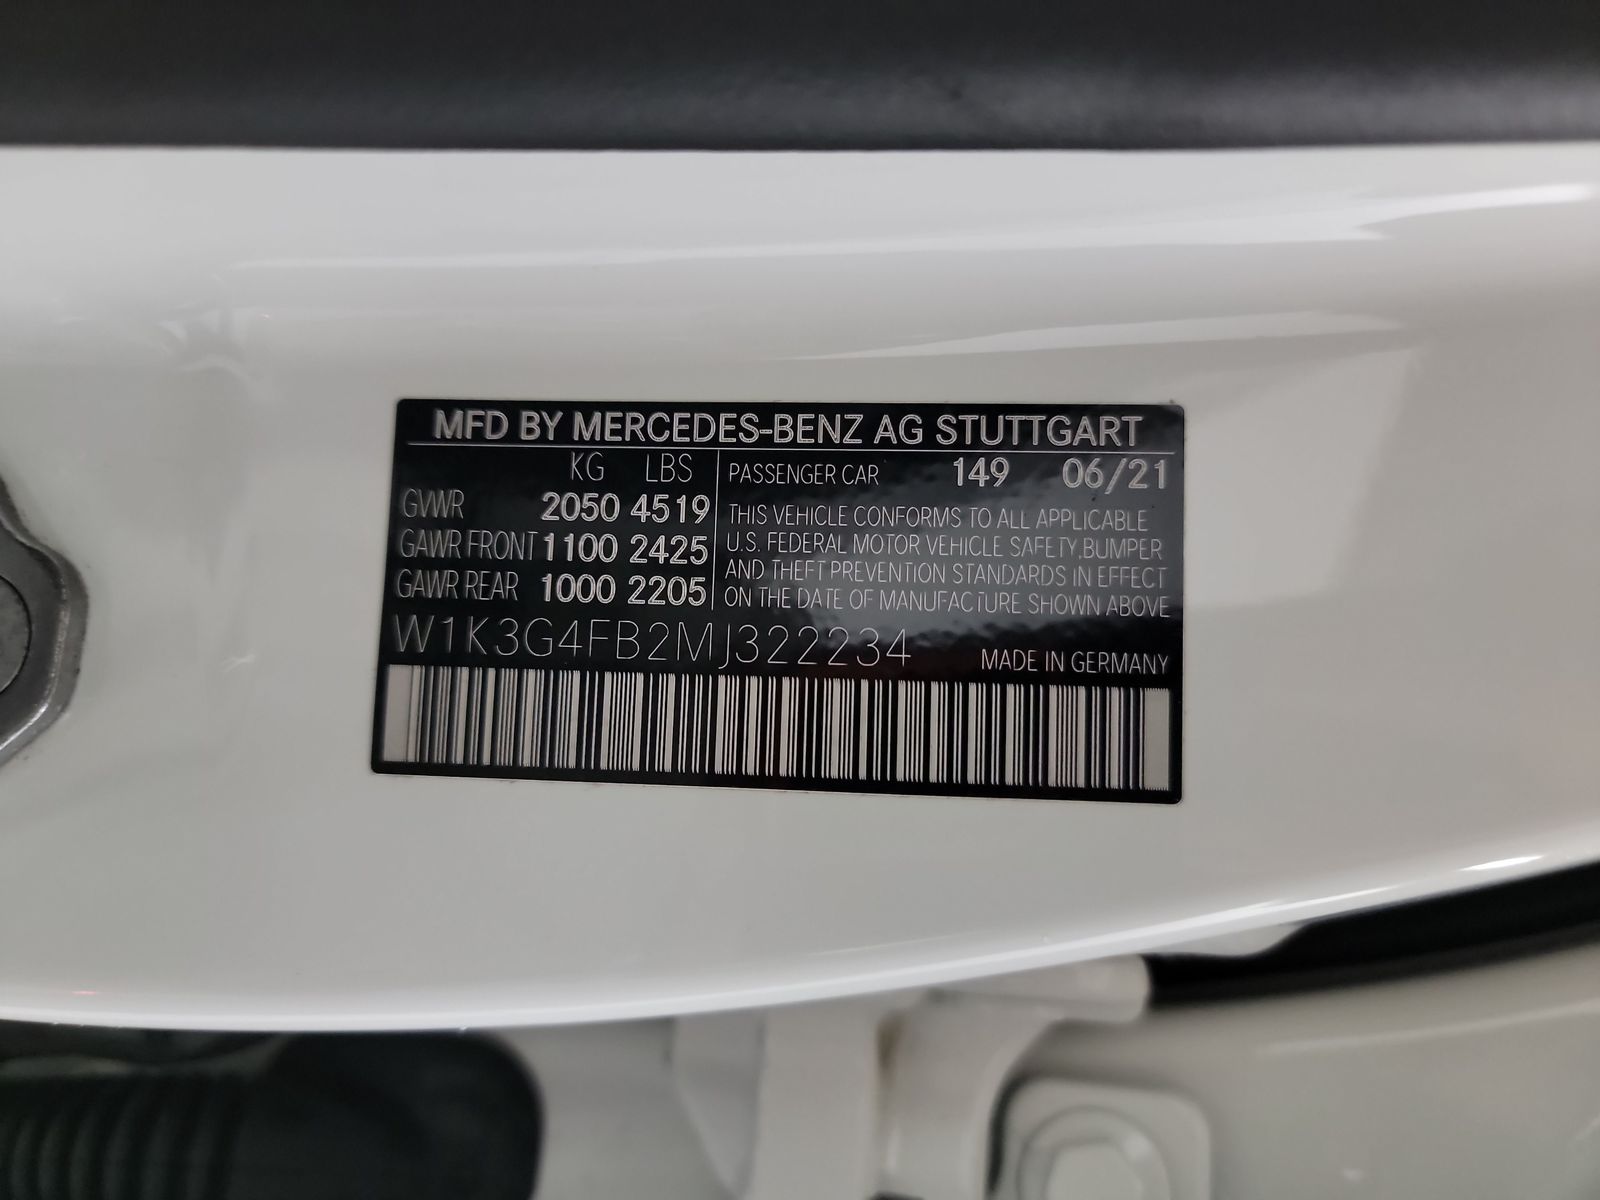 MFD BY MERCEDES-BENZ AG STUTTGART
KG LBS
GVWR 2050 4519
GAWR FRONT 1100 2425
GAWR REAR 1000 2205
PASSENGER CAR 149 06/21
THIS VEHICLE CONFORMS TO ALL APPLICABLE
U.S. FEDERAL MOTOR VEHICLE SAFETY,BUMPER
AND THEFT PREVENTION STANDARDS IN EFFECT
ON THE DATE OF MANUFACTURE SHOWN ABOVE
W1K3G4FB2MJ322234
MADE IN GERMANY